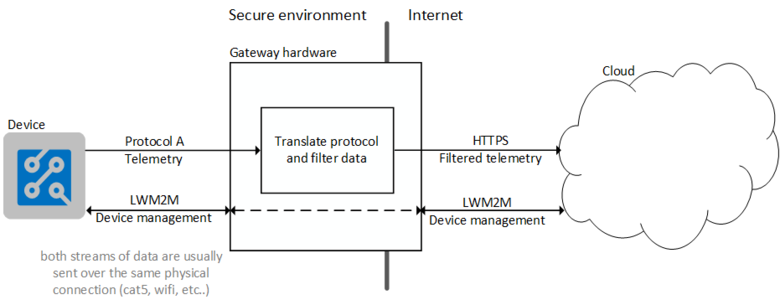 Secure environment
Internet
Gateway hardware
Cloud
Device
Protocol A
Telemetry
Translate protocol
and filter data
HTTPS
Filtered telemetry
LWM2M
Device management
LWM2M
Device management
both streams of data are usually
sent over the same physical
connection (cat5, wifi, etc..)